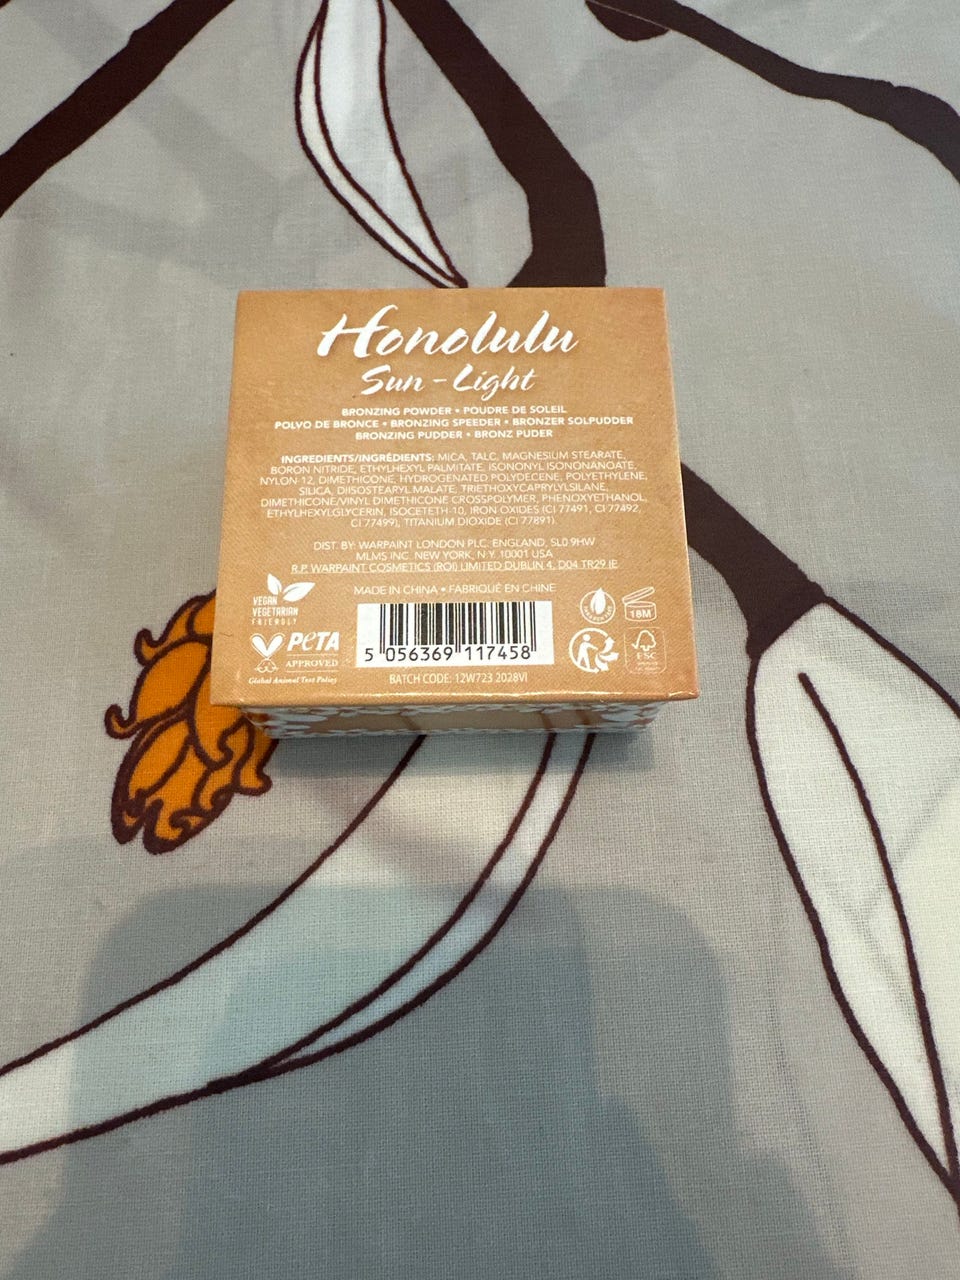 Honolulu
Sun-Light
BRONZING POWDER • POUDRE DE SOLEIL
POLVO DE BRONCE • BRONZING SPEEDER • BRONZER SOLPUDDER
BRONZING PUDDER • BRONZ PUDER
INGREDIENTS/INGRÉDIENTS: MICA, TALC, MAGNESIUM STEARATE,
BORON NITRIDE, ETHYLHEXYL PALMITATE, ISONONYL ISONONANOATE,
NYLON-12, DIMETHICONE, HYDROGENATED POLYDECENE, POLYETHYLENE,
SILICA, DIISOSTEARYL MALATE, TRIETHOXYCAPRYLYLSILANE,
DIMETHICONE/VINYL DIMETHICONE CROSSPOLYMER, PHENOXYETHANOL,
ETHYLHEXYLGLYCERIN, ISOCETETH-10, IRON OXIDES (CI 77491, CI 77492,
CI 77499), TITANIUM DIOXIDE (CI 77891).
DIST. BY: WARPAINT LONDON PLC. ENGLAND, SL0 9HW
MLMS INC. NEW YORK, N.Y. 10001 USA
R.P. WARPAINT COSMETICS (ROI) LIMITED DUBLIN 4, D04 TR29 IE
MADE IN CHINA • FABRIQUÉ EN CHINE
VEGAN
VEGETARIAN
FRIENDLY
PETA
APPROVED
Global Animal Test Policy
5 056369 117458
BATCH CODE: 12W723 2028VI
18M
FSC